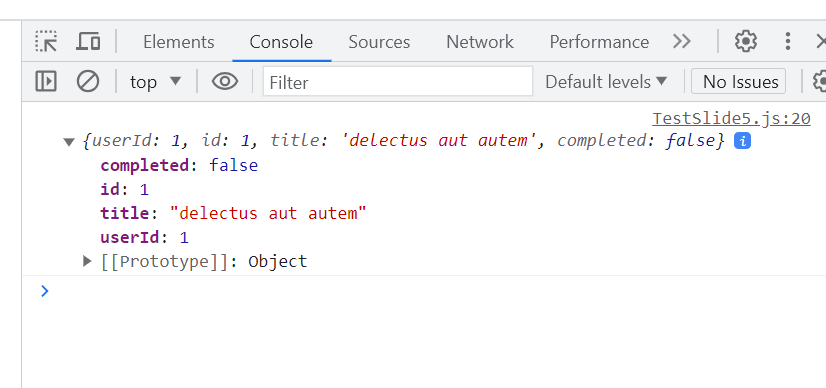 Elements Console Sources Network Performance
top Filter Default levels No Issues
TestSlide5.js:20
{userId: 1, id: 1, title: 'delectus aut autem', completed: false} i
completed: false
id: 1
title: "delectus aut autem"
userId: 1
[[Prototype]]: Object